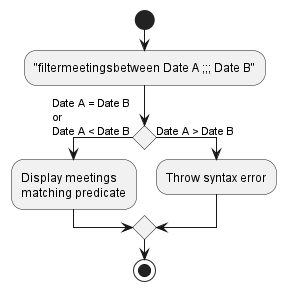 "filtermeetingsbetween Date A ;;; Date B"
Date A = Date B
or
Date A < Date B
Date A > Date B
Display meetings
matching predicate
Throw syntax error